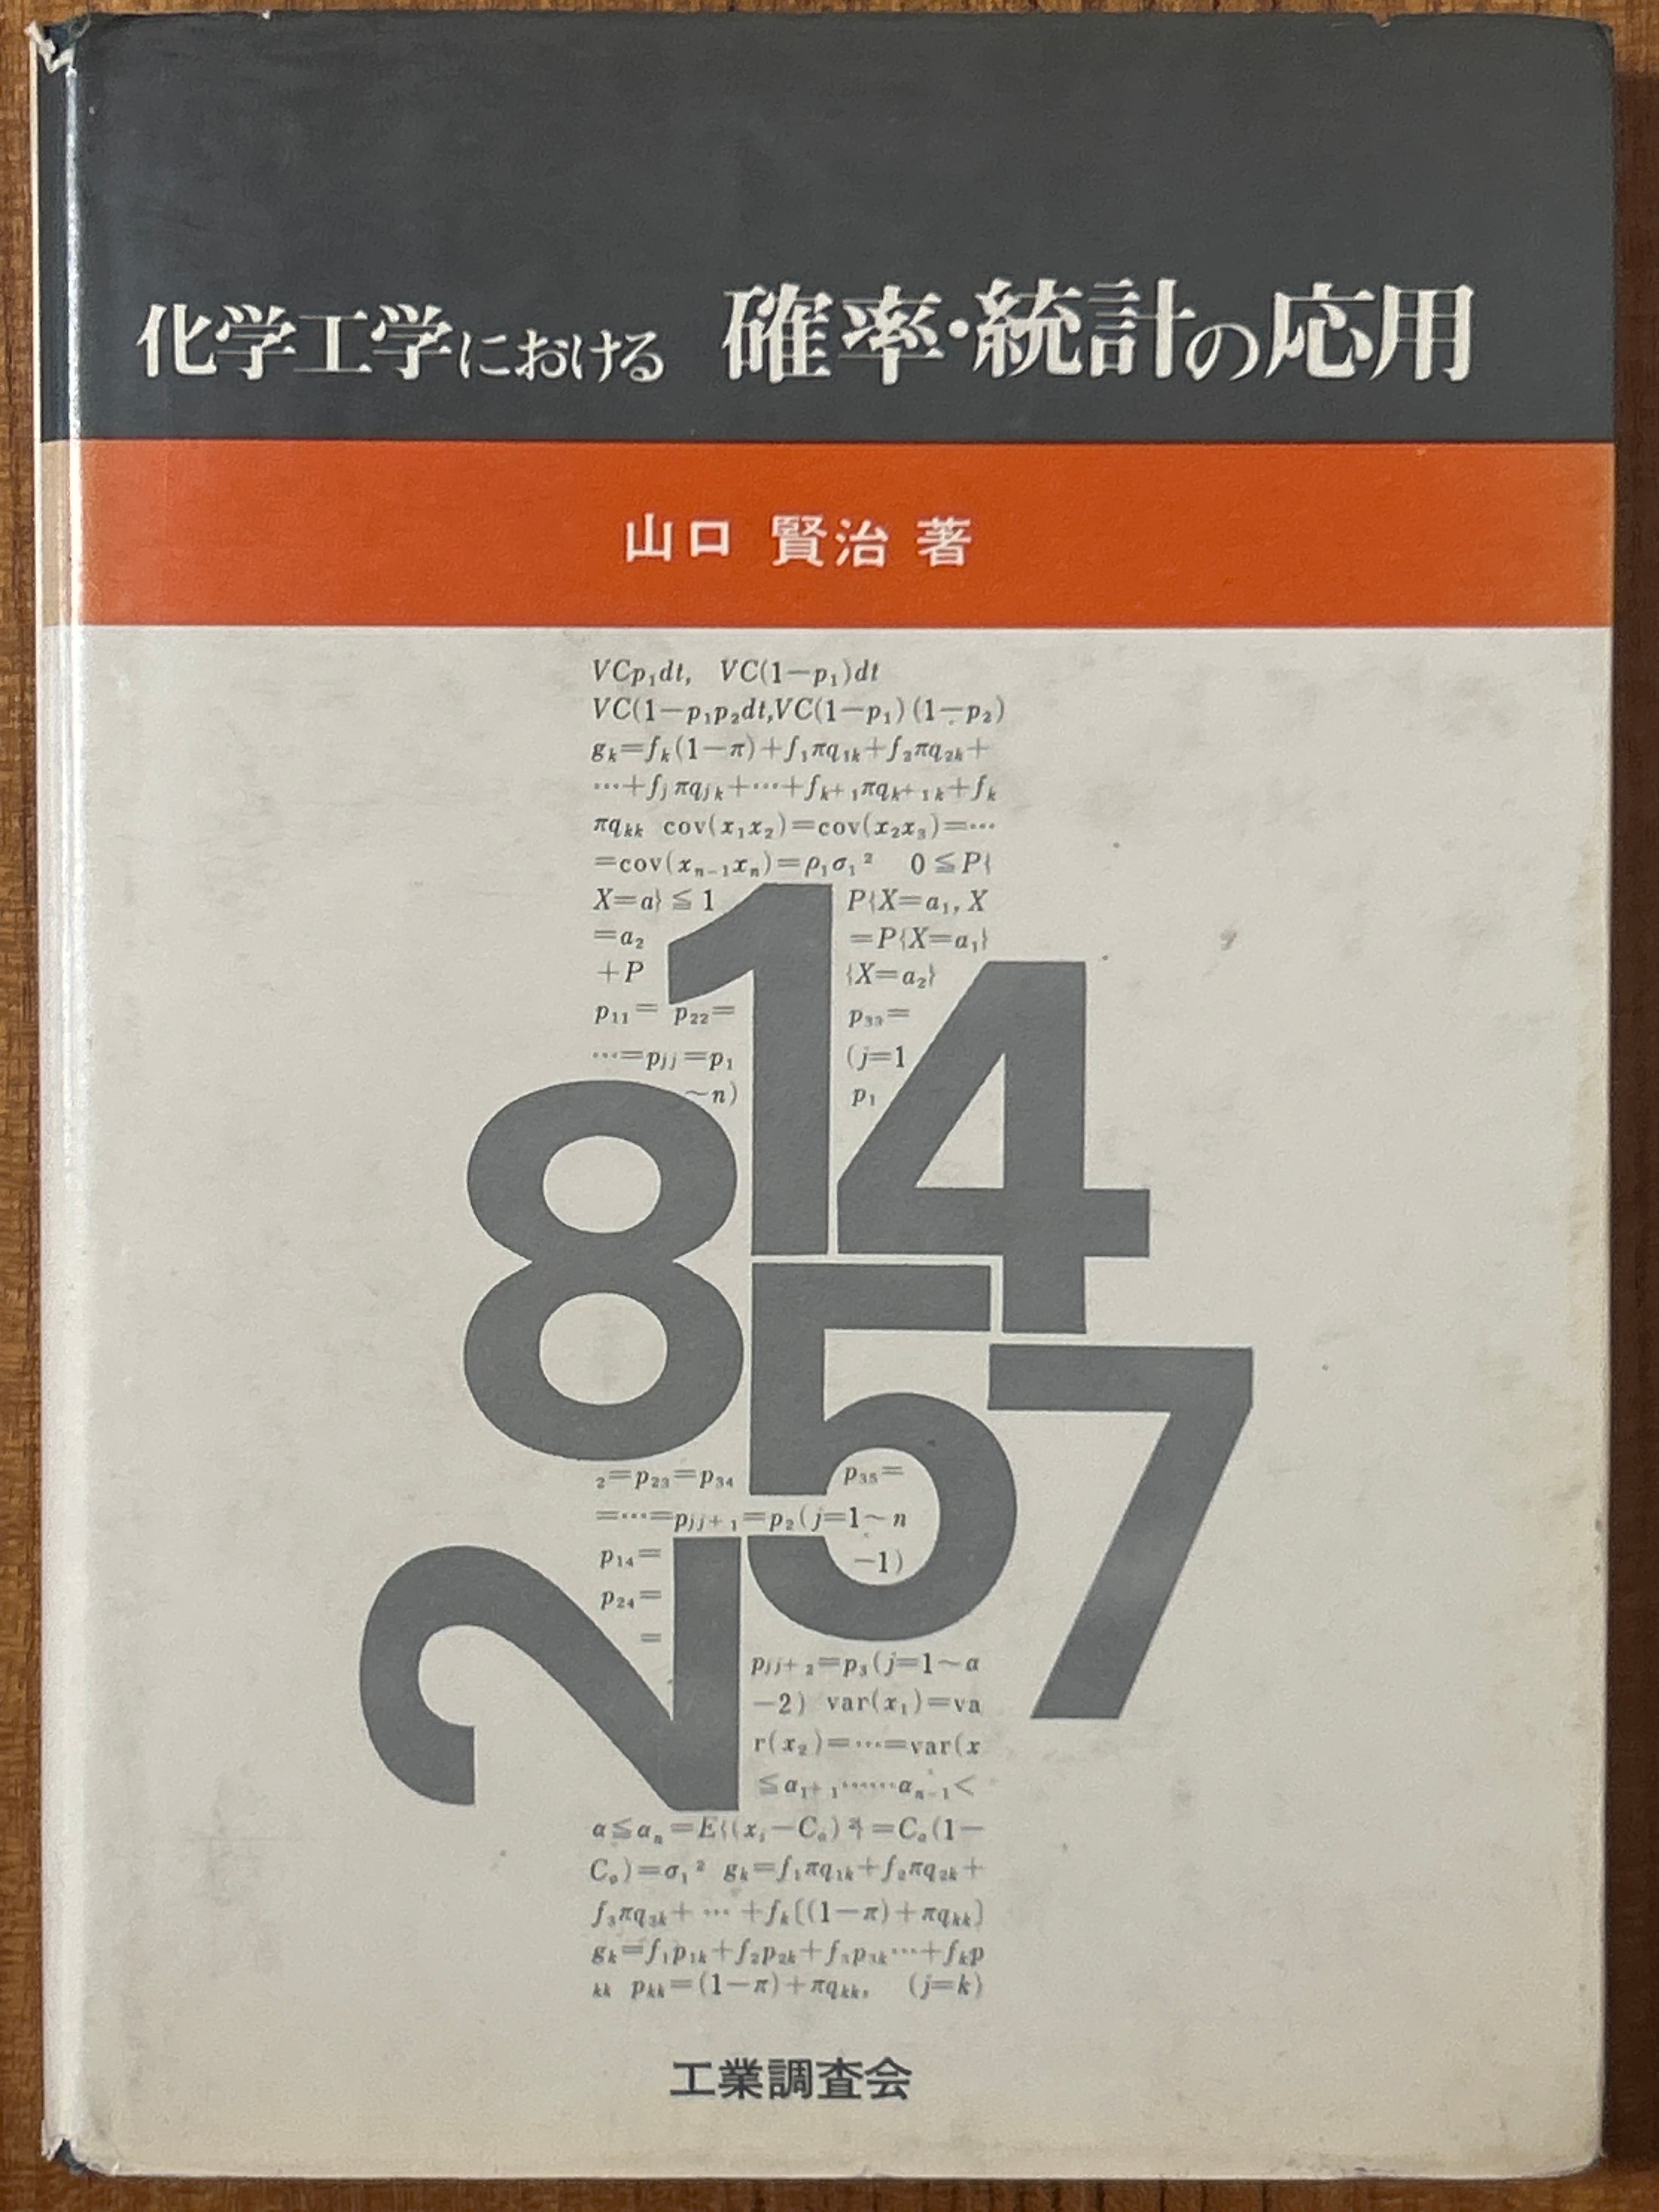 化学工学における 確率・統計の応用
山口 賢治 著
VCp₁dt, VC(1−p₁)dt
VC(1−p₁p₂dt,VC(1−p₁)(1−p₂)
gₖ=fₖ(1−π)+f₁πq₁ₖ+f₂πq₂ₖ+
…+fⱼπqⱼₖ+…+fₖ₊₁πqₖ₊₁ₖ+fₖ
πqₖₖ cov(x₁x₂)=cov(x₂x₃)=…
=cov(xₙ₋₁xₙ)=ρ₁σ₁² 0≦P{
X=a}≦1 P{X=a₁, X
=a₂ =P{X=a₁}
+P {X=a₂}
p₁₁= p₂₂= p₃₃=
…=pⱼⱼ=p₁ (j=1
~n) p₁
1
4
8
5
7
₂=p₂₃=p₃₄ p₃₅=
=…=pⱼⱼ₊₁=p₂(j=1~n
p₁₄= −1)
p₂₄=
=
2
pⱼⱼ₊₂=p₃(j=1~α
−2) var(x₁)=va
r(x₂)=…=var(x
≦α₁₊₁……αₙ₋₁<
α≦αₙ=E{(xᵢ−Cₒ)²}=Cₒ(1−
Cₒ)=σ₁² gₖ=f₁πq₁ₖ+f₂πq₂ₖ+
f₃πq₃ₖ+…+fₖ[(1−π)+πqₖₖ]
gₖ=f₁p₁ₖ+f₂p₂ₖ+f₃p₃ₖ…+fₖp
ₖₖ pₖₖ=(1−π)+πqₖₖ, (j=k)
工業調査会